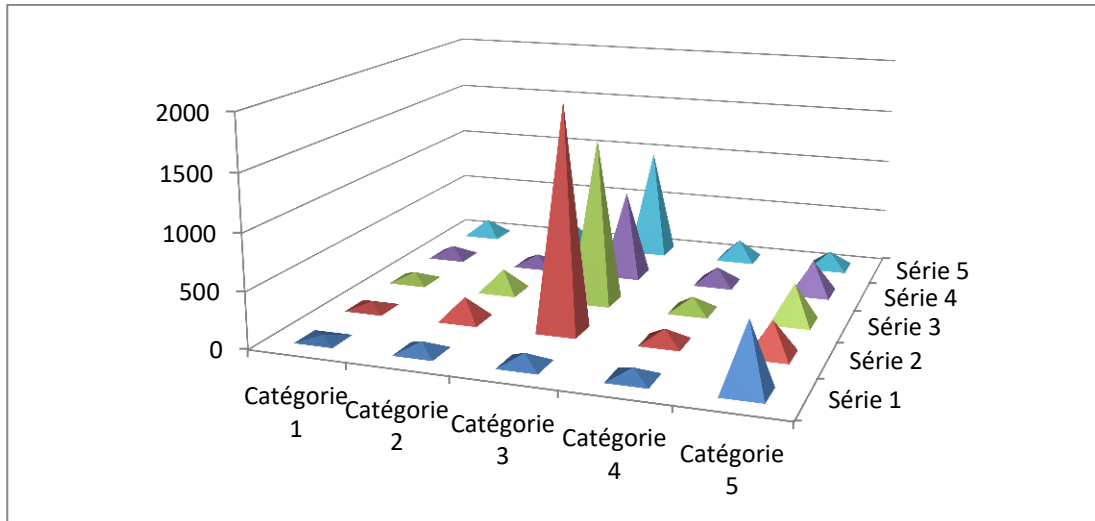 2000
1500
1000
500
0
Catégorie
1
Catégorie
2
Catégorie
3
Catégorie
4
Catégorie
5
Série 5
Série 4
Série 3
Série 2
Série 1